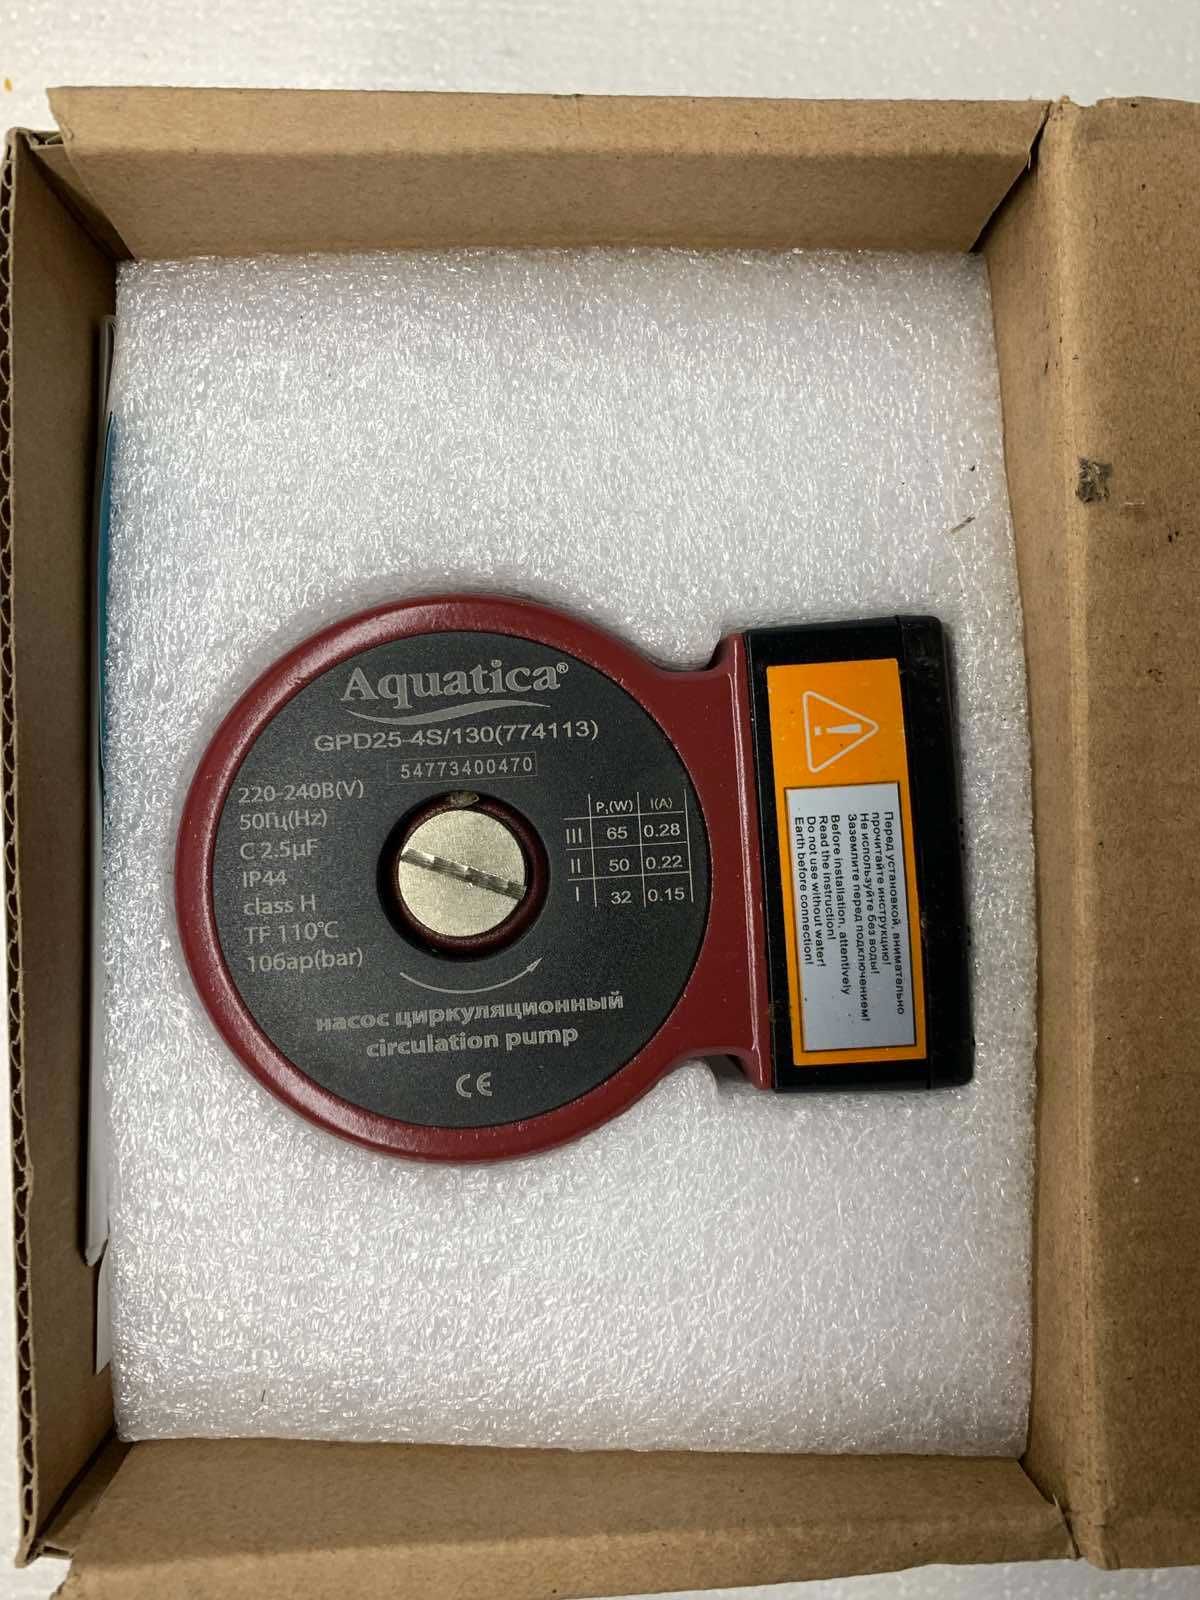 Aquatica®
GPD25-4S/130(774113)
54773400470
220-240В(V)
50Гц(Hz)
C 2.5µF
IP44
class H
TF 110°C
10бар(bar)
P₁(W) I(A)
III 65 0.28
II 50 0.22
I 32 0.15
насос циркуляционный
circulation pump
CE
Перед установкой, внимательно
прочитайте инструкцию!
Не используйте без воды!
Заземлите перед подключением!
Before installation, attentively
Read the instruction!
Do not use without water!
Earth before connection!